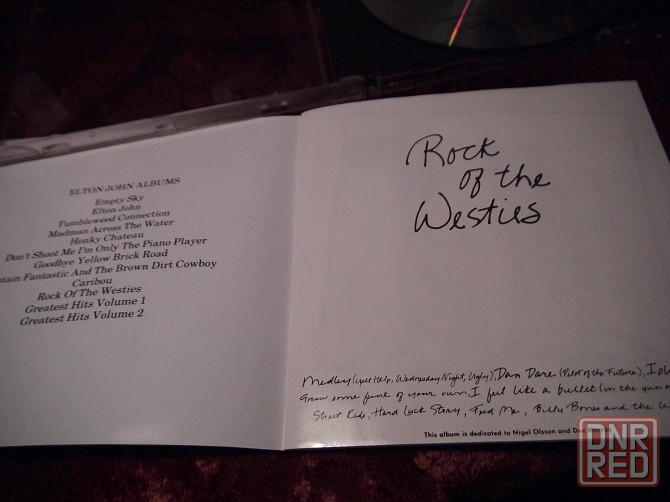 ELTON JOHN ALBUMS
Empty Sky
Elton John
Tumbleweed Connection
Madman Across The Water
Honky Chateau
Don't Shoot Me I'm Only The Piano Player
Goodbye Yellow Brick Road
tain Fantastic And The Brown Dirt Cowboy
Caribou
Rock Of The Westies
Greatest Hits Volume 1
Greatest Hits Volume 2
Rock
of the
Westies
Medley (Yell Help, Wednesday Night, Ugly), Dan Dare (Pilot of the Future), I
Grow some funk of your own, I feel like a bullet (in the gun
Street Kids, Hard Luck Story, Feed Me, Billy Bones and the
This album is dedicated to Nigel Olsson and Dee
DNR
RED